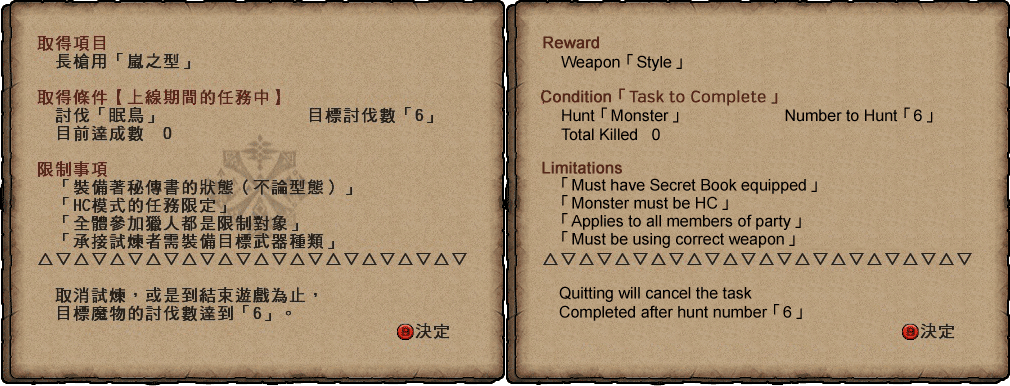 取得項目
長槍用「嵐之型」
取得條件【上線期間的任務中】
討伐「眠鳥」 目標討伐數「6」
目前達成數 0
限制事項
「裝備著秘傳書的狀態(不論型態)」
「HC模式的任務限定」
「全體參加獵人都是限制對象」
「承接試煉者需裝備目標武器種類」
△▽△▽△▽△▽△▽△▽△▽△▽△▽△▽△▽△▽
取消試煉，或是到結束遊戲為止，
目標魔物的討伐數達到「6」。
決定
Reward
Weapon「Style」
Condition「Task to Complete」
Hunt「Monster」 Number to Hunt「6」
Total Killed 0
Limitations
「Must have Secret Book equipped」
「Monster must be HC」
「Applies to all members of party」
「Must be using correct weapon」
△▽△▽△▽△▽△▽△▽△▽△▽△▽△▽△▽△▽
Quitting will cancel the task
Completed after hunt number「6」
決定